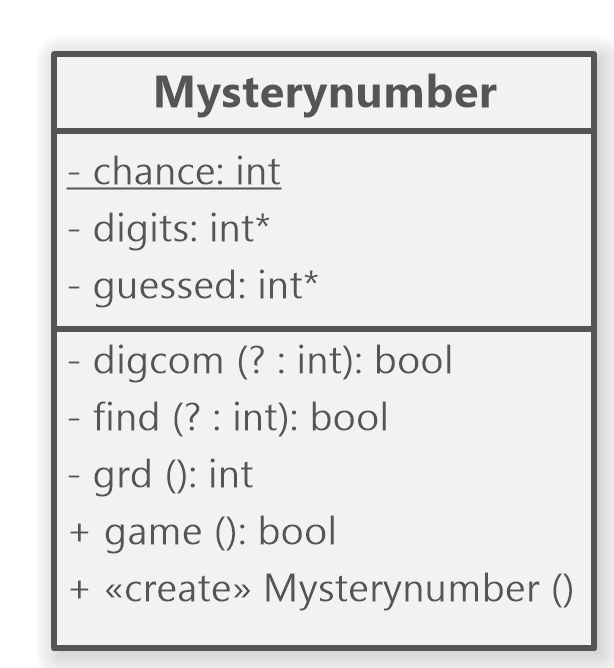 Mysterynumber
- chance: int
- digits: int*
- guessed: int*
- digcom (? : int): bool
- find (? : int): bool
- grd (): int
+ game (): bool
+ «create» Mysterynumber ()